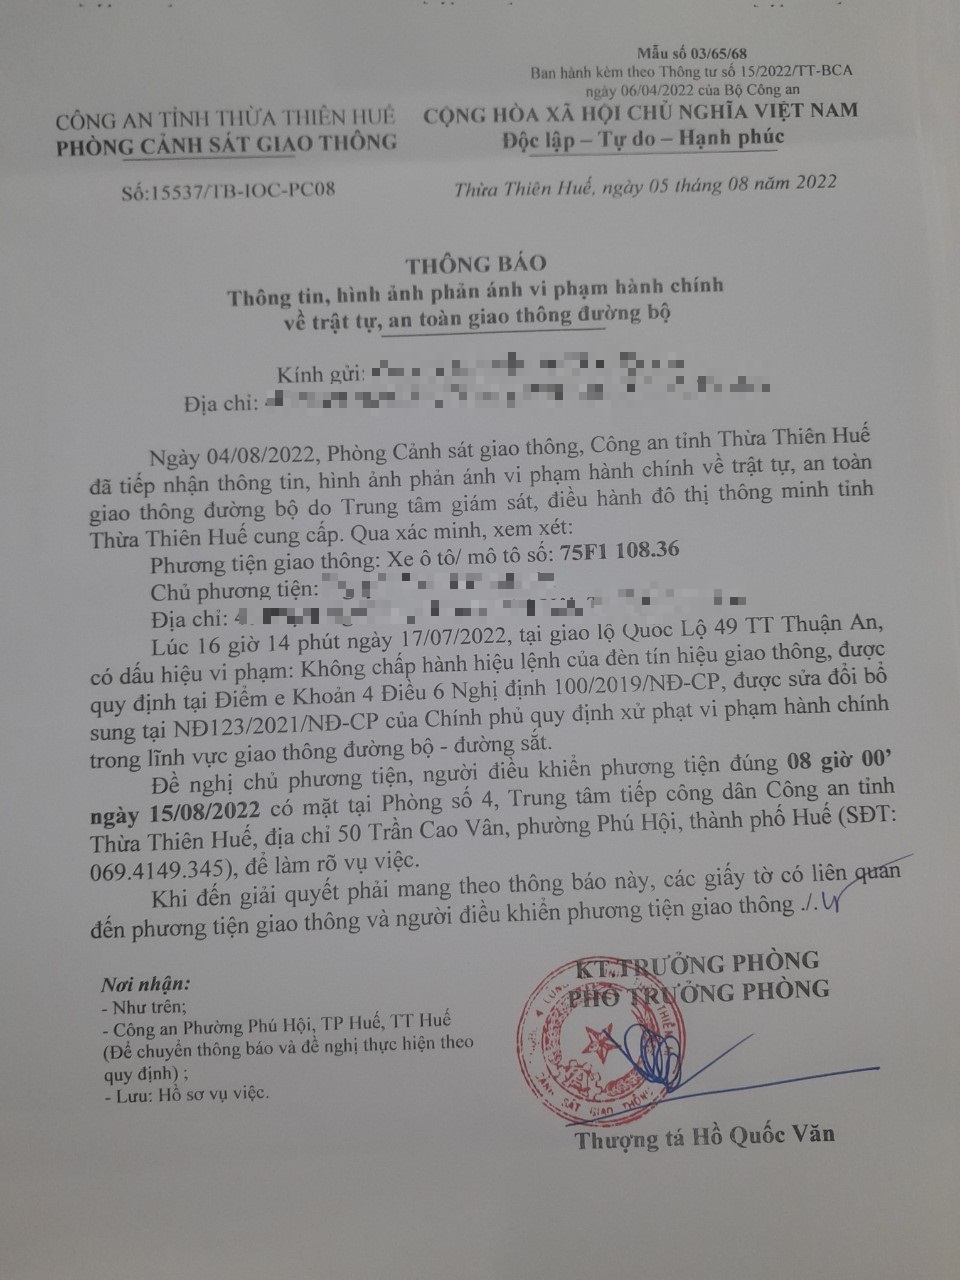 Mẫu số 03/65/68
Ban hành kèm theo Thông tư số 15/2022/TT-BCA
ngày 06/04/2022 của Bộ Công an
CÔNG AN TỈNH THỪA THIÊN HUẾ
PHÒNG CẢNH SÁT GIAO THÔNG
CỘNG HÒA XÃ HỘI CHỦ NGHĨA VIỆT NAM
Độc lập – Tự do – Hạnh phúc
Số:15537/TB-IOC-PC08
Thừa Thiên Huế, ngày 05 tháng 08 năm 2022
THÔNG BÁO
Thông tin, hình ảnh phản ánh vi phạm hành chính
về trật tự, an toàn giao thông đường bộ
Kính gửi:
Địa chỉ:
Ngày 04/08/2022, Phòng Cảnh sát giao thông, Công an tỉnh Thừa Thiên Huế
đã tiếp nhận thông tin, hình ảnh phản ánh vi phạm hành chính về trật tự, an toàn
giao thông đường bộ do Trung tâm giám sát, điều hành đô thị thông minh tỉnh
Thừa Thiên Huế cung cấp. Qua xác minh, xem xét:
Phương tiện giao thông: Xe ô tô/ mô tô số: 75F1 108.36
Chủ phương tiện:
Địa chỉ: 4
Lúc 16 giờ 14 phút ngày 17/07/2022, tại giao lộ Quoc Lộ 49 TT Thuận An,
có dấu hiệu vi phạm: Không chấp hành hiệu lệnh của đèn tín hiệu giao thông, được
quy định tại Điểm e Khoản 4 Điều 6 Nghị định 100/2019/NĐ-CP, được sửa đổi bổ
sung tại NĐ123/2021/NĐ-CP của Chính phủ quy định xử phạt vi phạm hành chính
trong lĩnh vực giao thông đường bộ - đường sắt.
Đề nghị chủ phương tiện, người điều khiển phương tiện đúng 08 giờ 00’
ngày 15/08/2022 có mặt tại Phòng số 4, Trung tâm tiếp công dân Công an tỉnh
Thừa Thiên Huế, địa chỉ 50 Trần Cao Vân, phường Phú Hội, thành phố Huế (SĐT:
069.4149.345), để làm rõ vụ việc.
Khi đến giải quyết phải mang theo thông báo này, các giấy tờ có liên quan
đến phương tiện giao thông và người điều khiển phương tiện giao thông ./.
Nơi nhận:
- Như trên;
- Công an Phường Phú Hội, TP Huế, TT Huế
(Để chuyển thông báo và đề nghị thực hiện theo
quy định) ;
- Lưu: Hồ sơ vụ việc.
KT.TRƯỞNG PHÒNG
PHÓ TRƯỞNG PHÒNG
CẢNH SÁT GIAO THÔNG
Thượng tá Hồ Quốc Văn